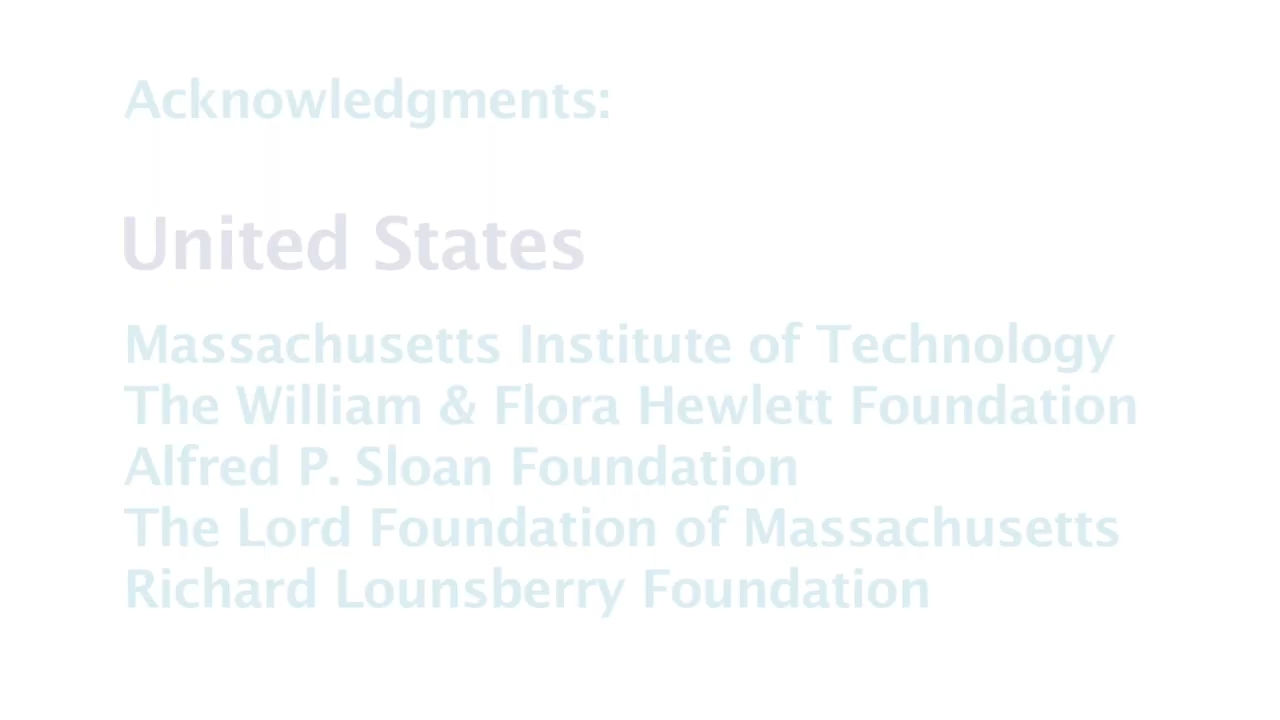 Acknowledgments:
United States
Massachusetts Institute of Technology
The William & Flora Hewlett Foundation
Alfred P. Sloan Foundation
The Lord Foundation of Massachusetts
Richard Lounsberry Foundation